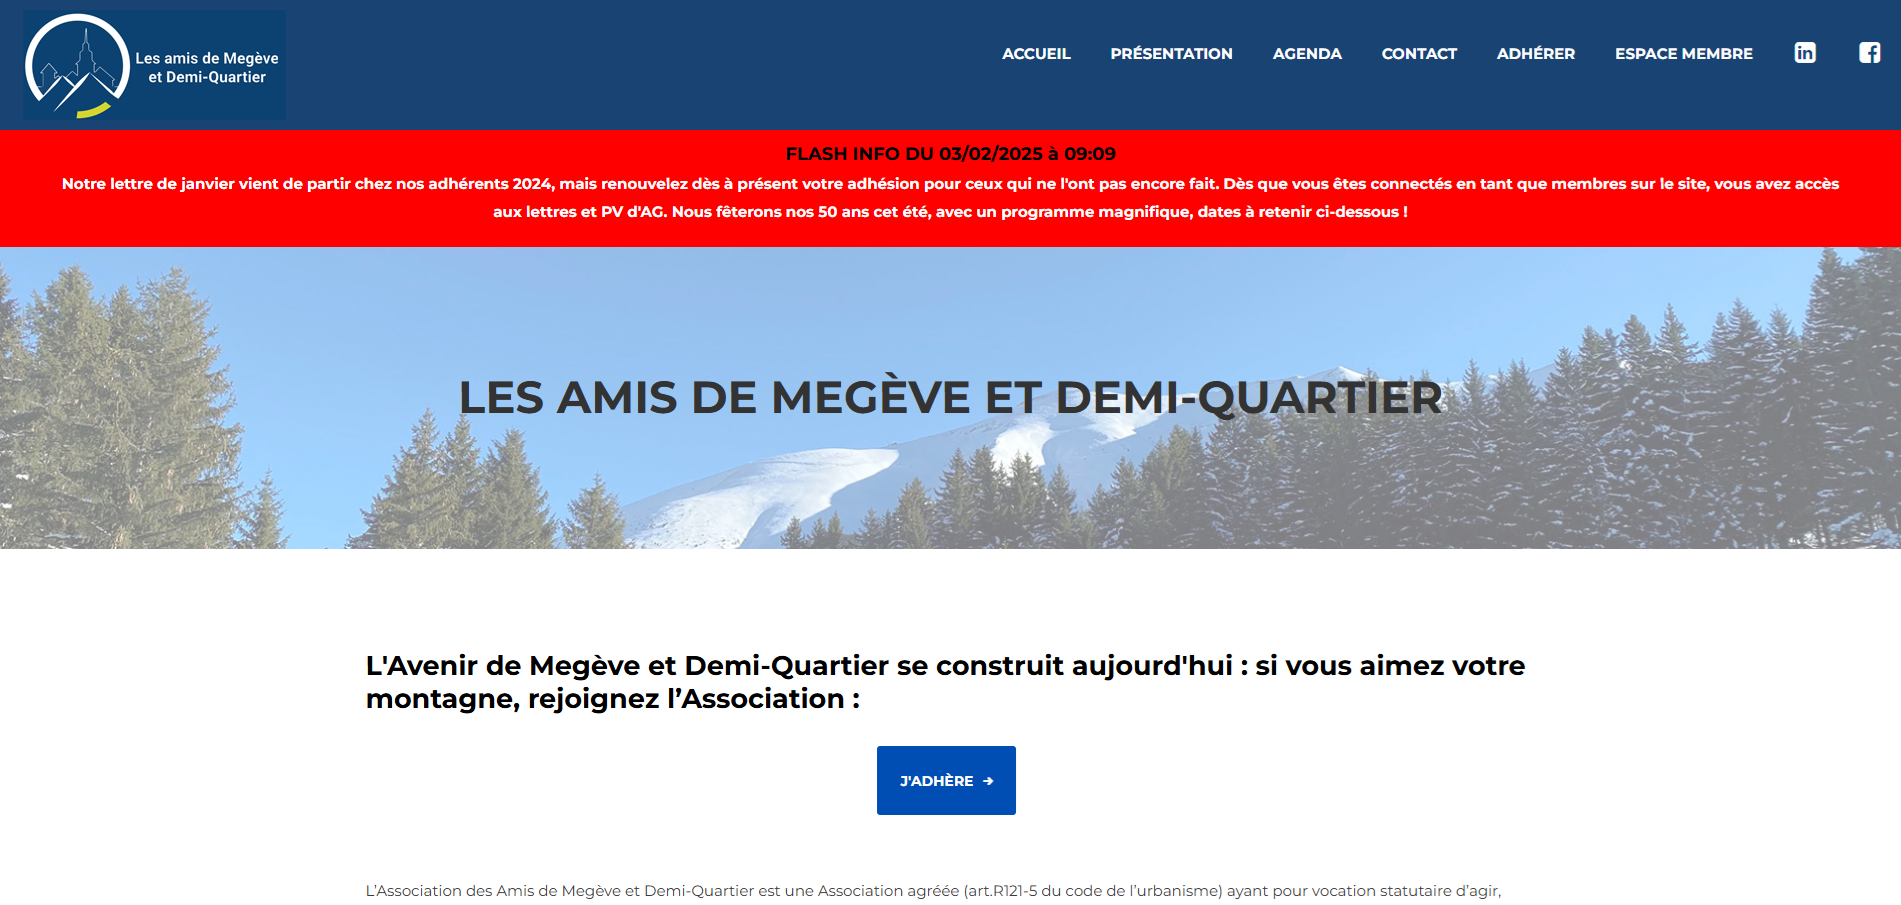 Les amis de Megève
et Demi-Quartier
ACCUEIL PRÉSENTATION AGENDA CONTACT ADHÉRER ESPACE MEMBRE in f
FLASH INFO DU 03/02/2025 à 09:09
Notre lettre de janvier vient de partir chez nos adhérents 2024, mais renouvelez dès à présent votre adhésion pour ceux qui ne l'ont pas encore fait. Dès que vous êtes connectés en tant que membres sur le site, vous avez accès
aux lettres et PV d'AG. Nous fêterons nos 50 ans cet été, avec un programme magnifique, dates à retenir ci-dessous !
LES AMIS DE MEGÈVE ET DEMI-QUARTIER
L'Avenir de Megève et Demi-Quartier se construit aujourd'hui : si vous aimez votre
montagne, rejoignez l’Association :
J'ADHÈRE →
L’Association des Amis de Megève et Demi-Quartier est une Association agréée (art.R121-5 du code de l’urbanisme) ayant pour vocation statutaire d’agir,